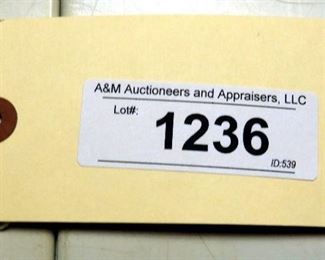 A&M Auctioneers and Appraisers, LLC
Lot#: 1236
ID:539